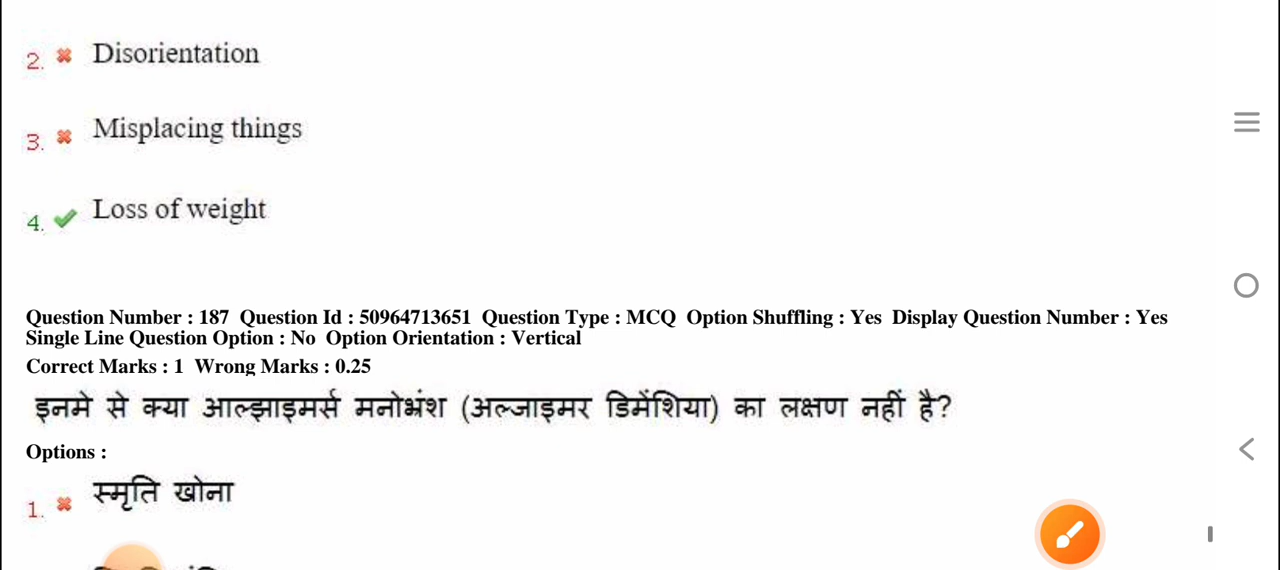 2. Disorientation
3. Misplacing things
4. Loss of weight
Question Number : 187 Question Id : 50964713651 Question Type : MCQ Option Shuffling : Yes Display Question Number : Yes
Single Line Question Option : No Option Orientation : Vertical
Correct Marks : 1 Wrong Marks : 0.25
इनमे से क्या आल्झाइमर्स मनोभ्रंश (अल्जाइमर डिमेंशिया) का लक्षण नहीं है?
Options :
1. स्मृति खोना